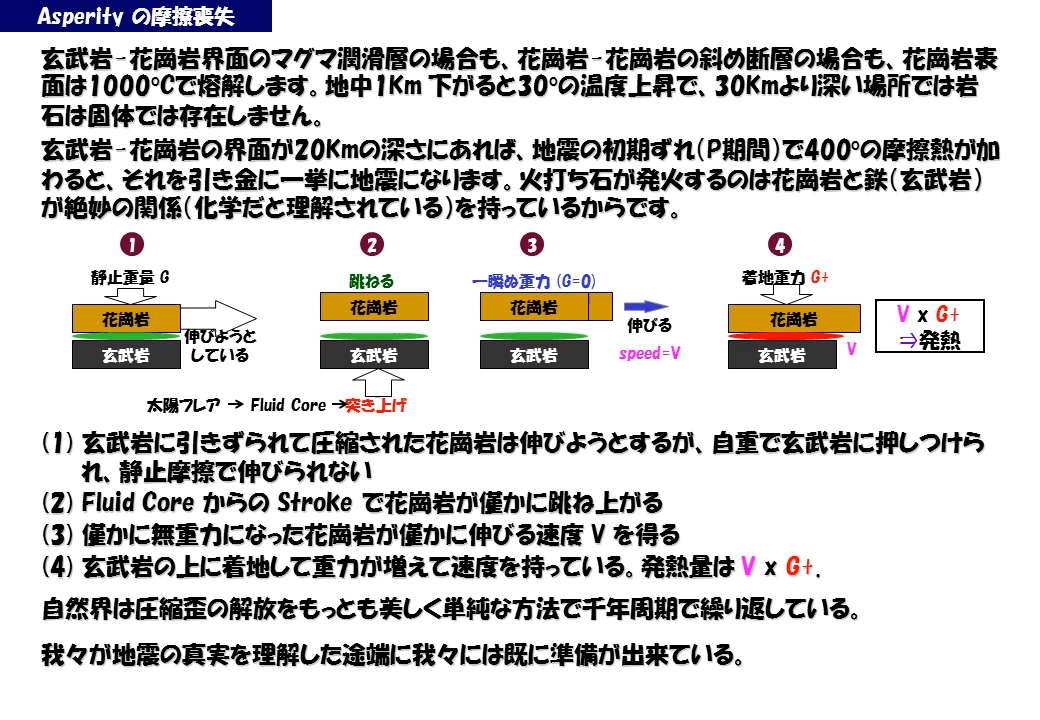 Asperity の摩擦喪失
玄武岩-花崗岩界面のマグマ潤滑層の場合も、花崗岩-花崗岩の斜め断層の場合も、花崗岩表
面は1000°Cで熔解します。地中1Km 下がると30°の温度上昇で、30Kmより深い場所では岩
石は固体では存在しません。
玄武岩-花崗岩の界面が20Kmの深さにあれば、地震の初期ずれ(P期間)で400°の摩擦熱が加
わると、それを引き金に一挙に地震になります。火打ち石が発火するのは花崗岩と鉄(玄武岩)
が絶妙の関係(化学だと理解されている)を持っているからです。
1
2
3
4
静止重量 G
跳ねる
一瞬ぬ重力 (G=0)
着地重力 G+
花崗岩
花崗岩
花崗岩
花崗岩
伸びようと
している
伸びる
speed=V
玄武岩
玄武岩
玄武岩
玄武岩
V
V x G+
⇒発熱
太陽フレア → Fluid Core →突き上げ
(1) 玄武岩に引きずられて圧縮された花崗岩は伸びようとするが、自重で玄武岩に押しつけら
れ、静止摩擦で伸びられない
(2) Fluid Core からの Stroke で花崗岩が僅かに跳ね上がる
(3) 僅かに無重力になった花崗岩が僅かに伸びる速度 V を得る
(4) 玄武岩の上に着地して重力が増えて速度を持っている。発熱量は V x G+.
自然界は圧縮歪の解放をもっとも美しく単純な方法で千年周期で繰り返している。
我々が地震の真実を理解した途端に我々には既に準備が出来ている。